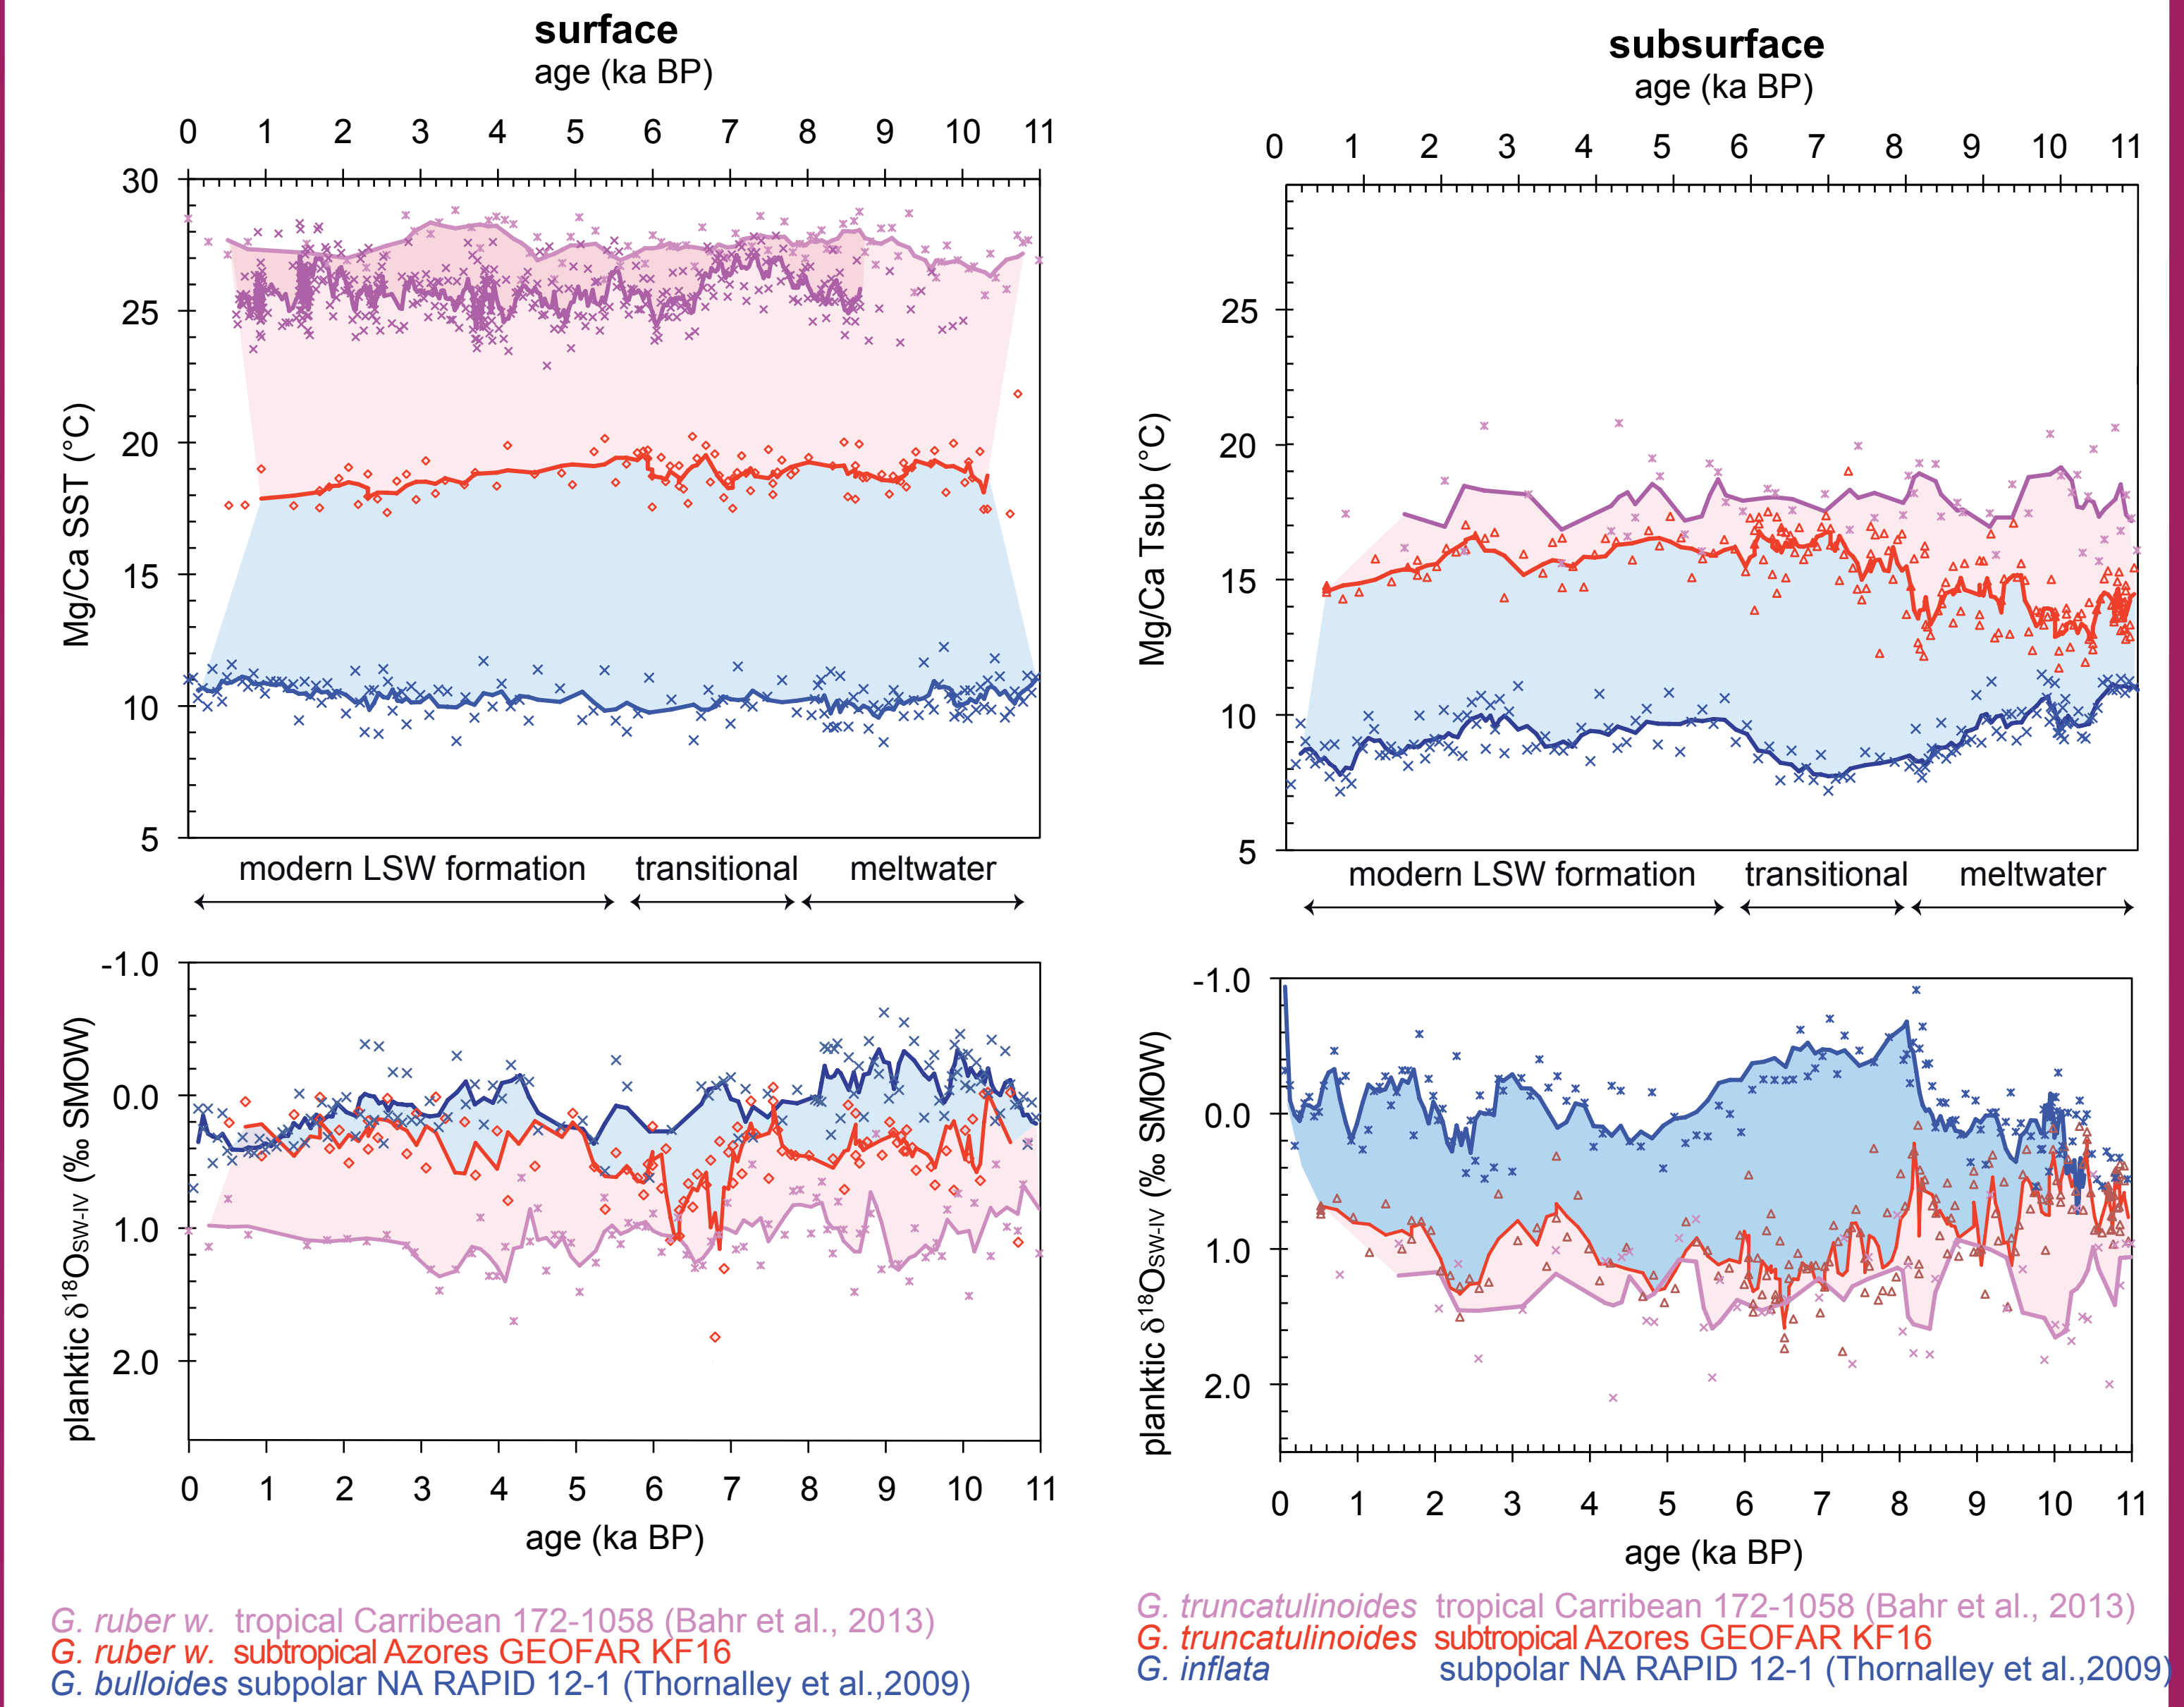 surface
age (ka BP)
0 1 2 3 4 5 6 7 8 9 10 11
30
25
20
15
10
5
Mg/Ca SST (°C)
modern LSW formation transitional meltwater
-1.0
0.0
1.0
2.0
planktic δ18OSW-IV (‰ SMOW)
0 1 2 3 4 5 6 7 8 9 10 11
age (ka BP)
G. ruber w. tropical Carribean 172-1058 (Bahr et al., 2013)
G. ruber w. subtropical Azores GEOFAR KF16
G. bulloides subpolar NA RAPID 12-1 (Thornalley et al.,2009)
subsurface
age (ka BP)
0 1 2 3 4 5 6 7 8 9 10 11
25
20
15
10
5
Mg/Ca Tsub (°C)
modern LSW formation transitional meltwater
-1.0
0.0
1.0
2.0
planktic δ18OSW-IV (‰ SMOW)
0 1 2 3 4 5 6 7 8 9 10 11
age (ka BP)
G. truncatulinoides tropical Carribean 172-1058 (Bahr et al., 2013)
G. truncatulinoides subtropical Azores GEOFAR KF16
G. inflata subpolar NA RAPID 12-1 (Thornalley et al.,2009)